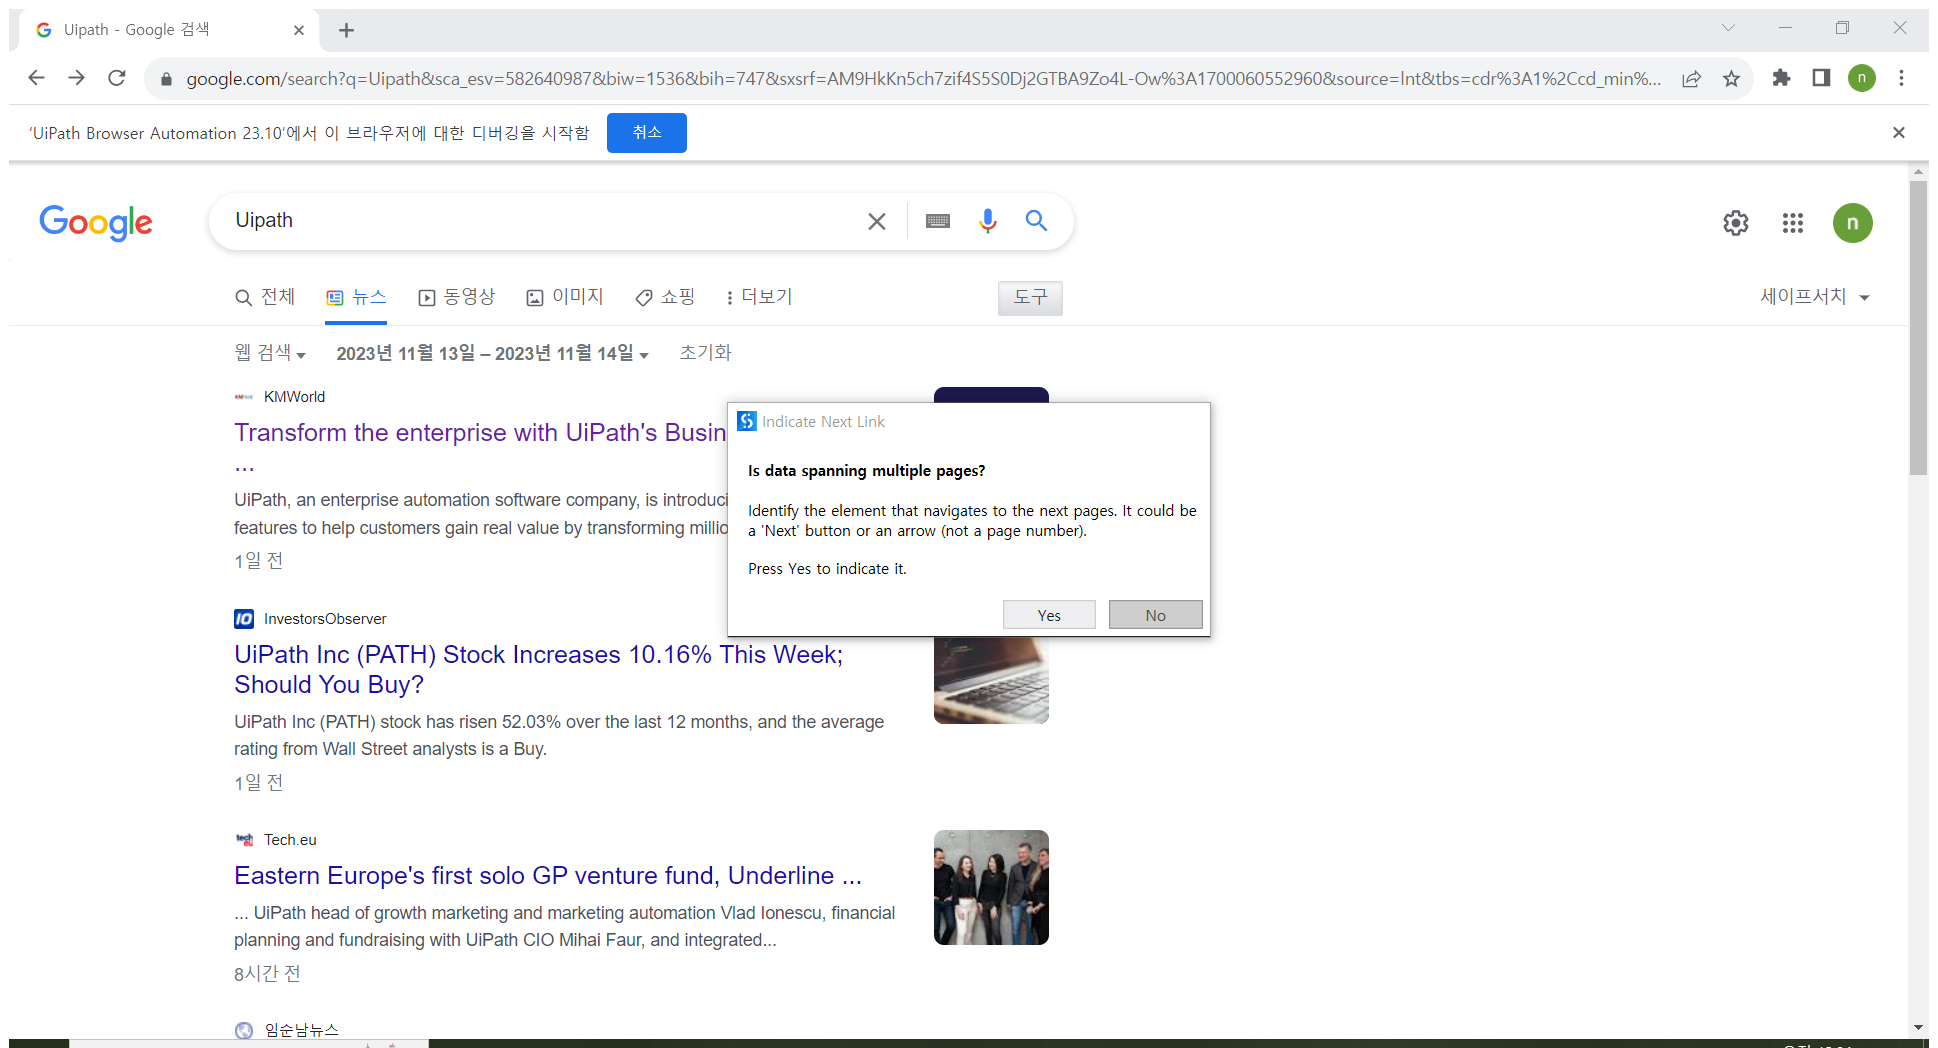 Uipath - Google 검색
google.com/search?q=Uipath&sca_esv=582640987&biw=1536&bih=747&sxsrf=AM9HkKn5ch7zif4S5S0Dj2GTBA9Zo4L-Ow%3A1700060552960&source=lnt&tbs=cdr%3A1%2Ccd_min%...
n
'UiPath Browser Automation 23.10'에서 이 브라우저에 대한 디버깅을 시작함
취소
Google
Uipath
n
전체 뉴스 동영상 이미지 쇼핑 더보기 도구 세이프서치
웹 검색 2023년 11월 13일 – 2023년 11월 14일 초기화
KMWorld
Transform the enterprise with UiPath's Busin
...
UiPath, an enterprise automation software company, is introduci
features to help customers gain real value by transforming millio
1일 전
Indicate Next Link
Is data spanning multiple pages?
Identify the element that navigates to the next pages. It could be
a 'Next' button or an arrow (not a page number).
Press Yes to indicate it.
Yes No
IO InvestorsObserver
UiPath Inc (PATH) Stock Increases 10.16% This Week;
Should You Buy?
UiPath Inc (PATH) stock has risen 52.03% over the last 12 months, and the average
rating from Wall Street analysts is a Buy.
1일 전
tech eu Tech.eu
Eastern Europe's first solo GP venture fund, Underline ...
... UiPath head of growth marketing and marketing automation Vlad Ionescu, financial
planning and fundraising with UiPath CIO Mihai Faur, and integrated...
8시간 전
임순남뉴스